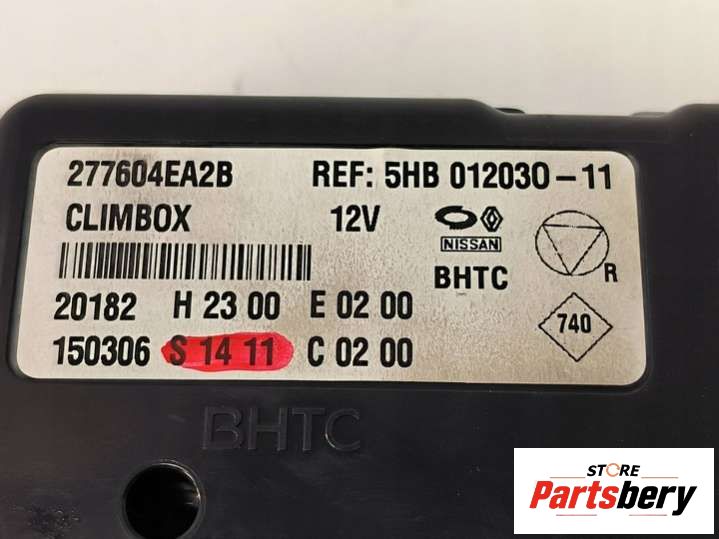 277604EA2B REF: 5HB 012030-11
CLIMBOX 12V
NISSAN
BHTC
R
20182 H 23 00 E 02 00
740
150306 S 14 11 C 02 00
BHTC
STORE
Partsbery